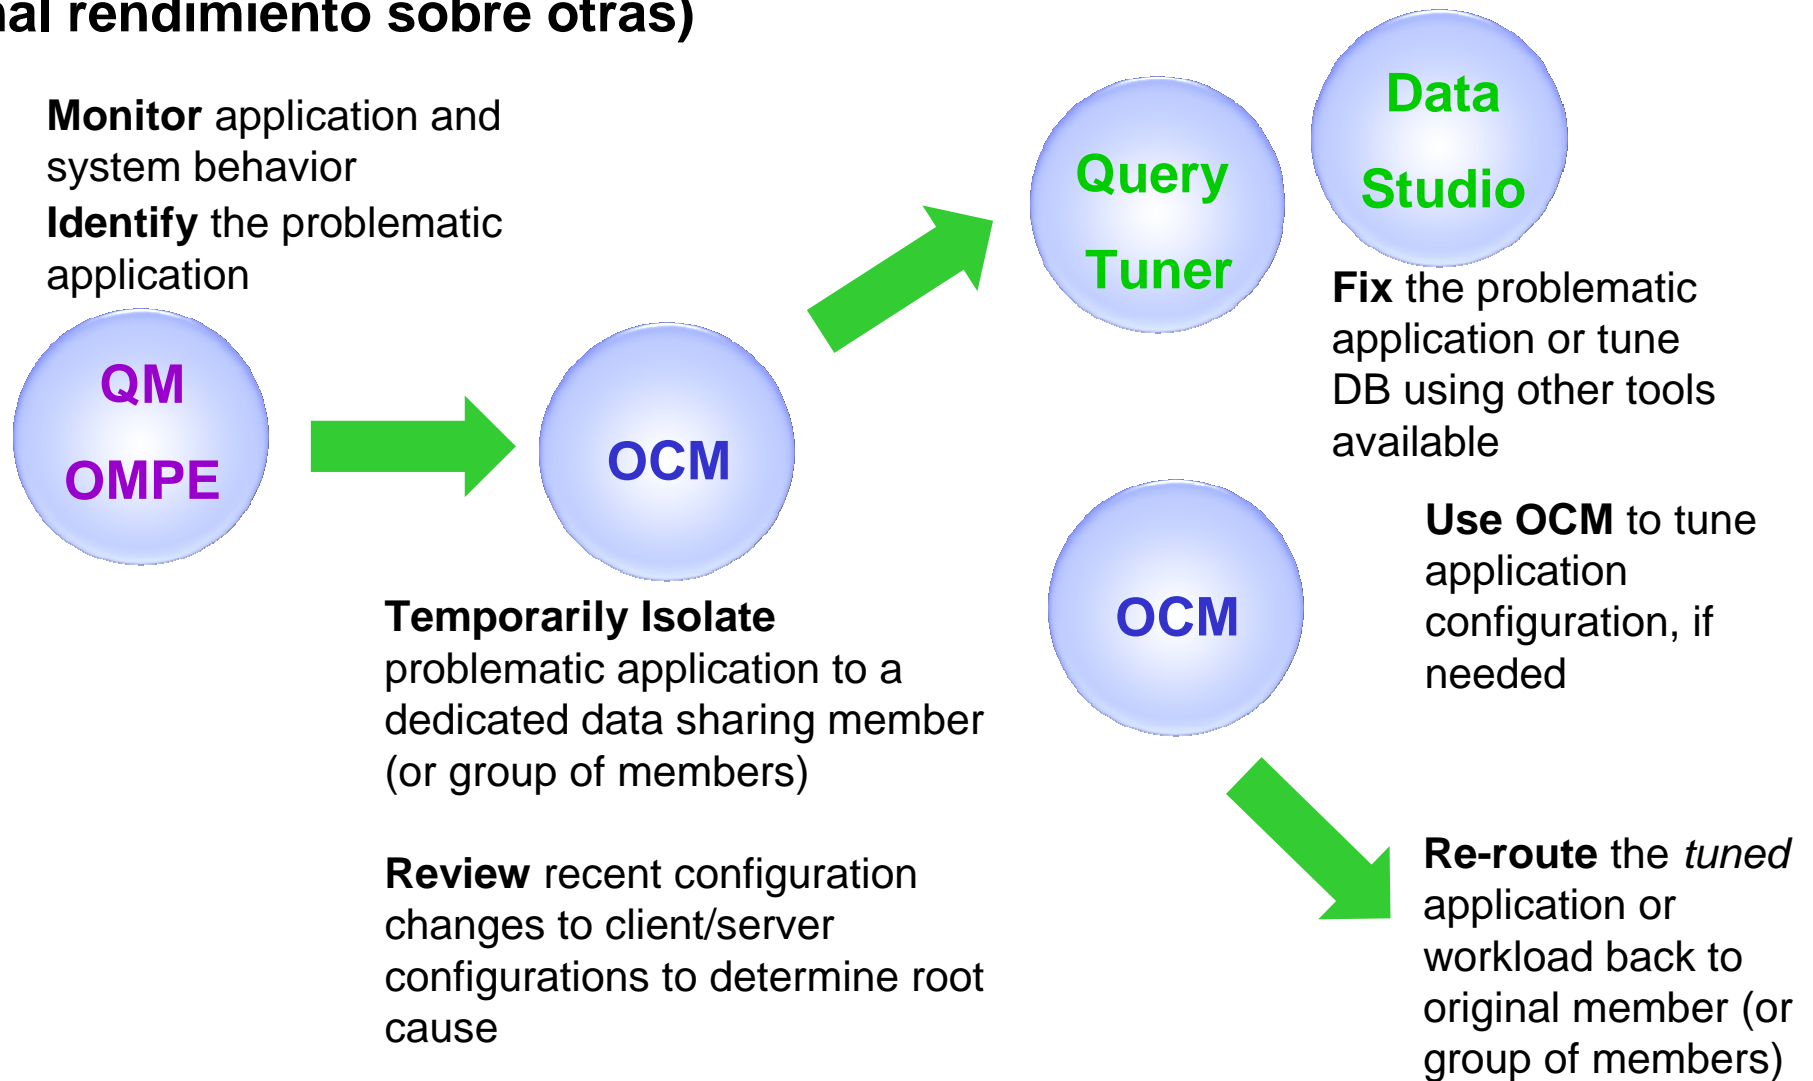 rendimiento sobre otras)
Monitor application and
system behavior
Identify the problematic
application
QM
OMPE
OCM
Temporarily Isolate
problematic application to a
dedicated data sharing member
(or group of members)
Review recent configuration
changes to client/server
configurations to determine root
cause
Query
Tuner
Data
Studio
Fix the problematic
application or tune
DB using other tools
available
OCM
Use OCM to tune
application
configuration, if
needed
Re-route the tuned
application or
workload back to
original member (or
group of members)